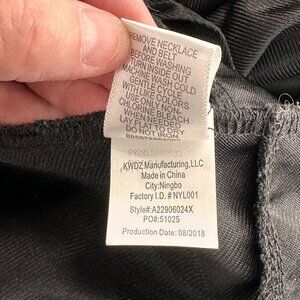 REMOVE NECKLACE
AND BELT
BEFORE WASHING
TURN INSIDE OUT
MACHINE WASH COLD
GENTLE CYCLE
WITH LIKE COLORS
USE ONLY NON
CHLORINE BLEACH
WHEN NEEDED
LAY FLAT TO DRY
DO NOT IRON
KWDZ Manufacturing,LLC
Made in China
City:Ningbo
Factory I.D. # NYL001
Style#:A22906024X
PO#:51025
Production Date: 08/2018